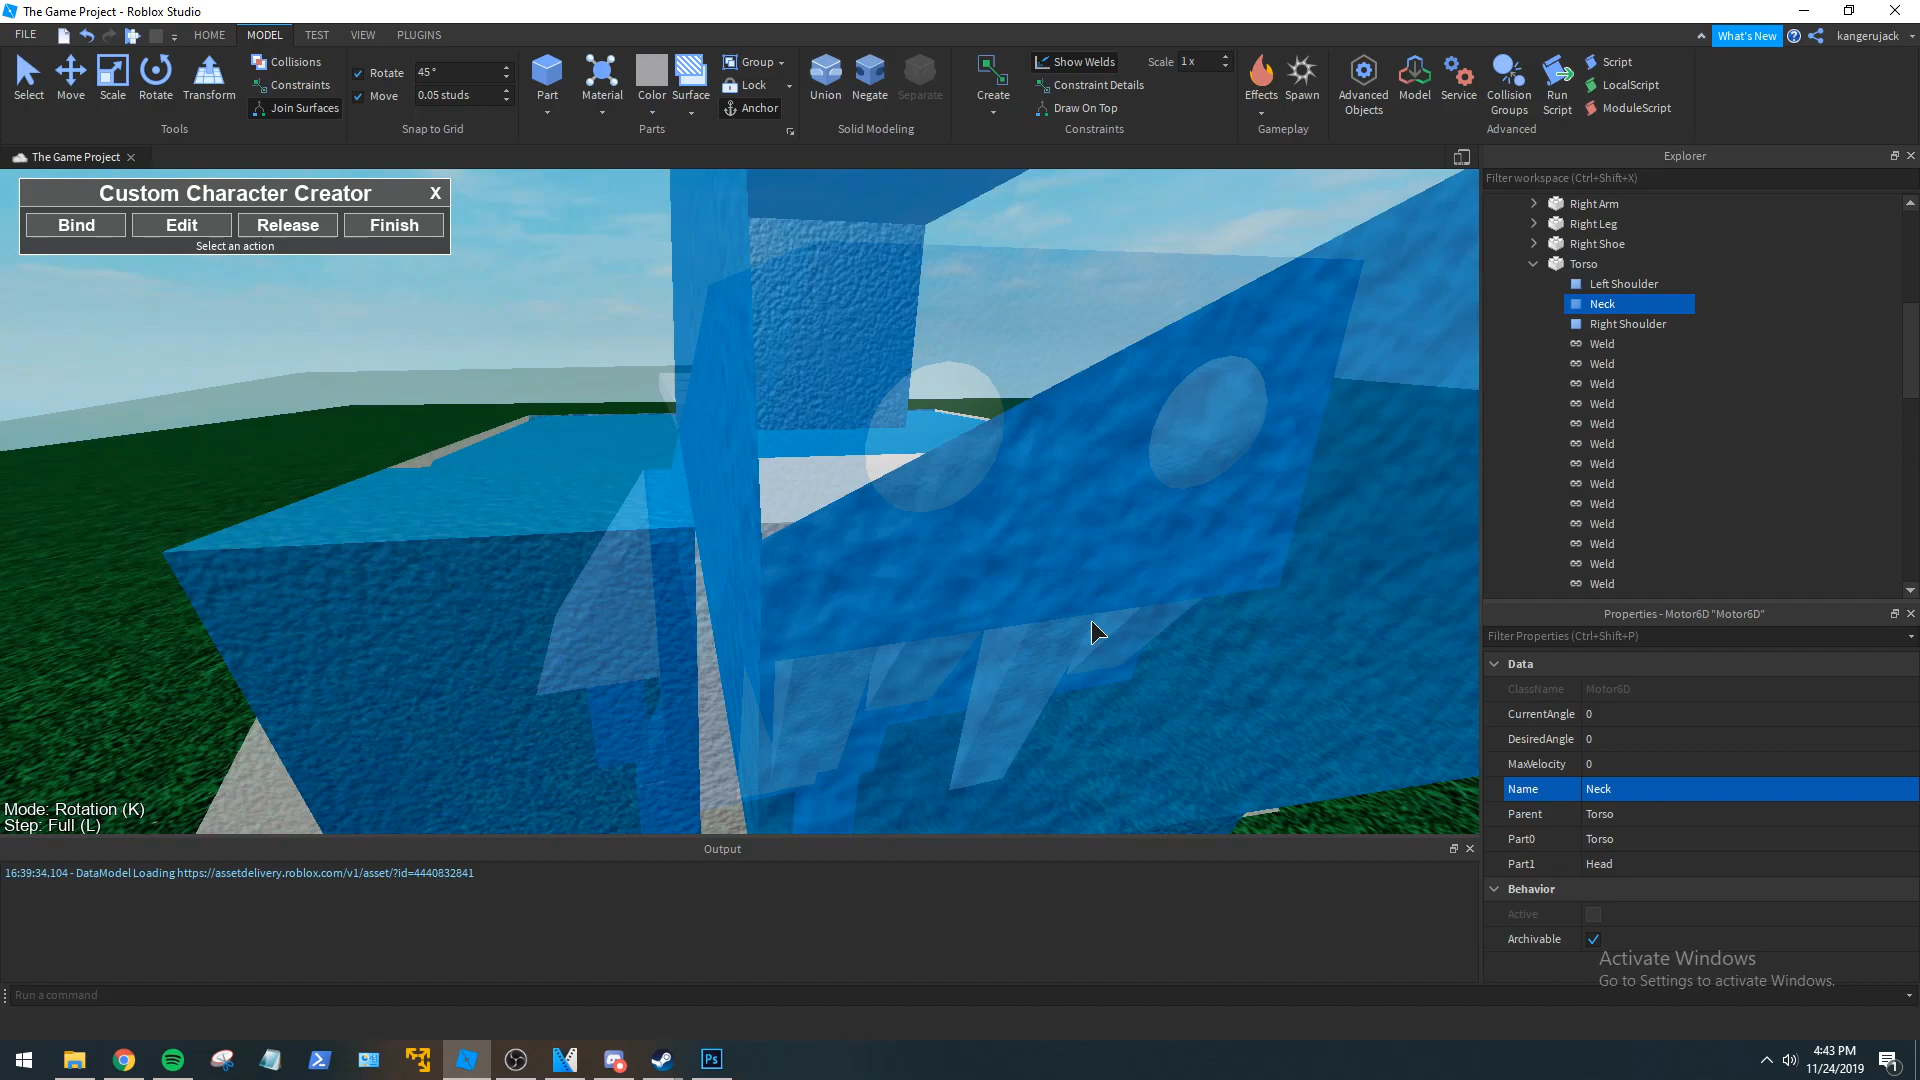 The Game Project - Roblox Studio
FILE
HOME
MODEL
TEST
VIEW
PLUGINS
What's New
kangerujack
Select
Move
Scale
Rotate
Transform
Collisions
Constraints
Join Surfaces
Tools
Rotate
45 °
Move
0.05 studs
Snap to Grid
Part
Material
Color
Surface
Group
Lock
Anchor
Parts
Union
Negate
Separate
Solid Modeling
Create
Show Welds
Constraint Details
Draw On Top
Scale
1 x
Constraints
Effects
Spawn
Gameplay
Advanced
Objects
Model
Service
Collision
Groups
Run
Script
Script
LocalScript
ModuleScript
Advanced
The Game Project
Custom Character Creator
X
Bind
Edit
Release
Finish
Select an action
Mode: Rotation (K)
Step: Full (L)
Explorer
Filter workspace (Ctrl+Shift+X)
Right Arm
Right Leg
Right Shoe
Torso
Left Shoulder
Neck
Right Shoulder
Weld
Weld
Weld
Weld
Weld
Weld
Weld
Weld
Weld
Weld
Weld
Weld
Weld
Properties - Motor6D "Motor6D"
Filter Properties (Ctrl+Shift+P)
Data
ClassName Motor6D
CurrentAngle 0
DesiredAngle 0
MaxVelocity 0
Name Neck
Parent Torso
Part0 Torso
Part1 Head
Behavior
Active
Archivable
Activate Windows
Go to Settings to activate Windows.
Output
16:39:34.104 - DataModel Loading https://assetdelivery.roblox.com/v1/asset/?id=4440832841
Run a command
Ps
4:43 PM
11/24/2019
1